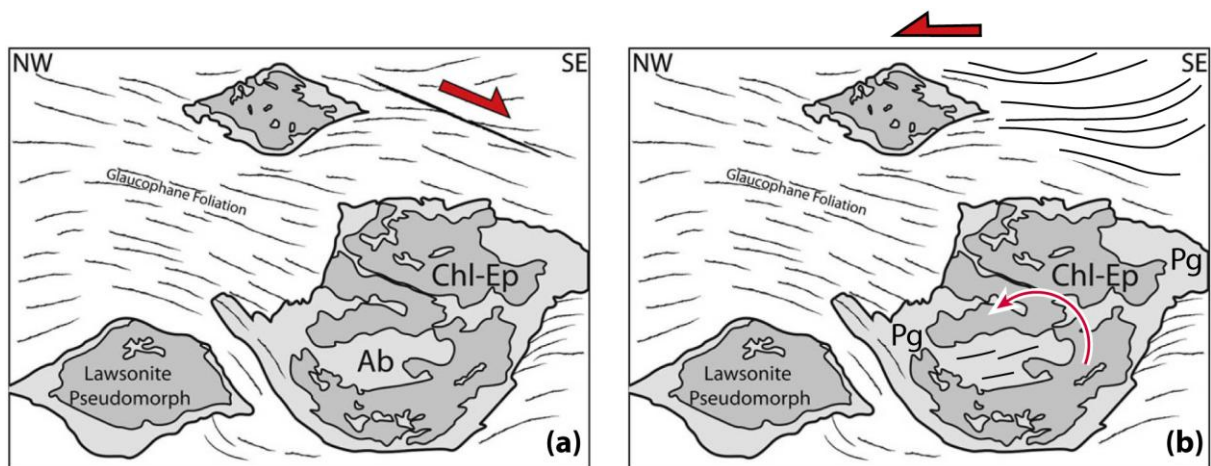 NW
SE
Glaucophane Foliation
Chl-Ep
Ab
Lawsonite
Pseudomorph
(a)
NW
SE
Glaucophane Foliation
Chl-Ep
Pg
Pg
Lawsonite
Pseudomorph
(b)